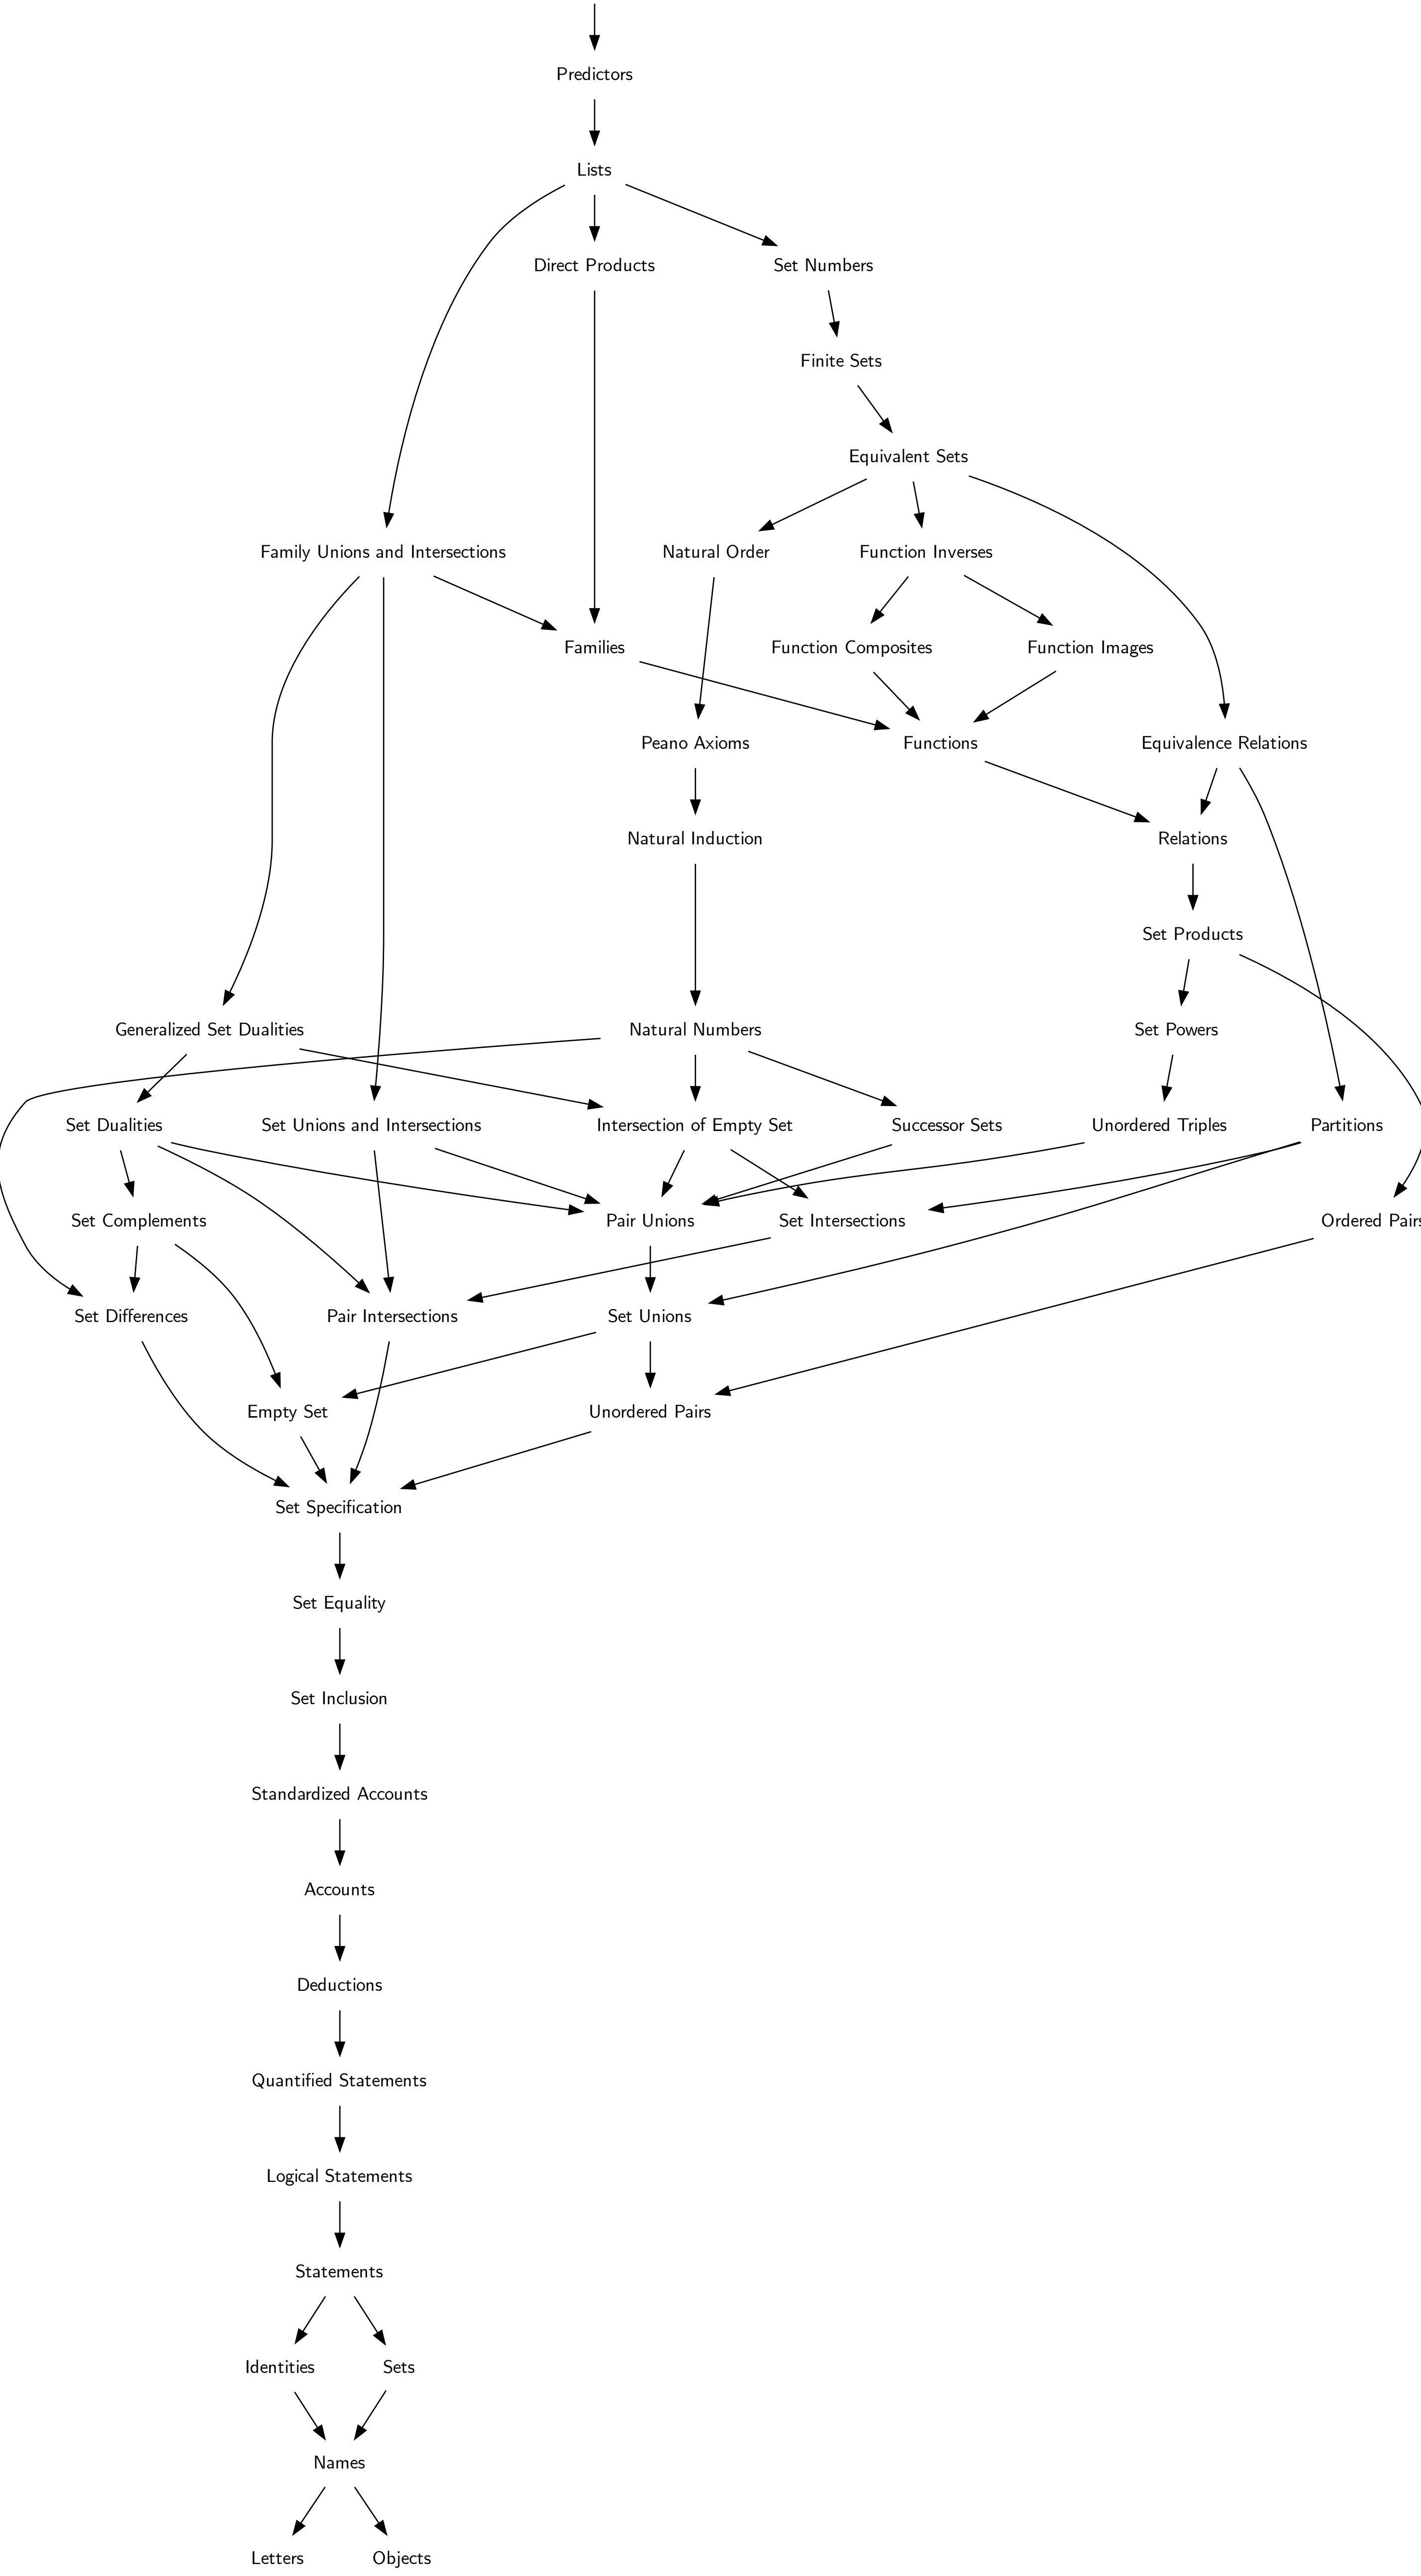 Predictors
Lists
Direct Products
Set Numbers
Finite Sets
Equivalent Sets
Family Unions and Intersections
Natural Order
Function Inverses
Families
Function Composites
Function Images
Peano Axioms
Functions
Equivalence Relations
Natural Induction
Relations
Set Products
Generalized Set Dualities
Natural Numbers
Set Powers
Set Dualities
Set Unions and Intersections
Intersection of Empty Set
Successor Sets
Unordered Triples
Partitions
Set Complements
Pair Unions
Set Intersections
Ordered Pairs
Set Differences
Pair Intersections
Set Unions
Empty Set
Unordered Pairs
Set Specification
Set Equality
Set Inclusion
Standardized Accounts
Accounts
Deductions
Quantified Statements
Logical Statements
Statements
Identities
Sets
Names
Letters
Objects